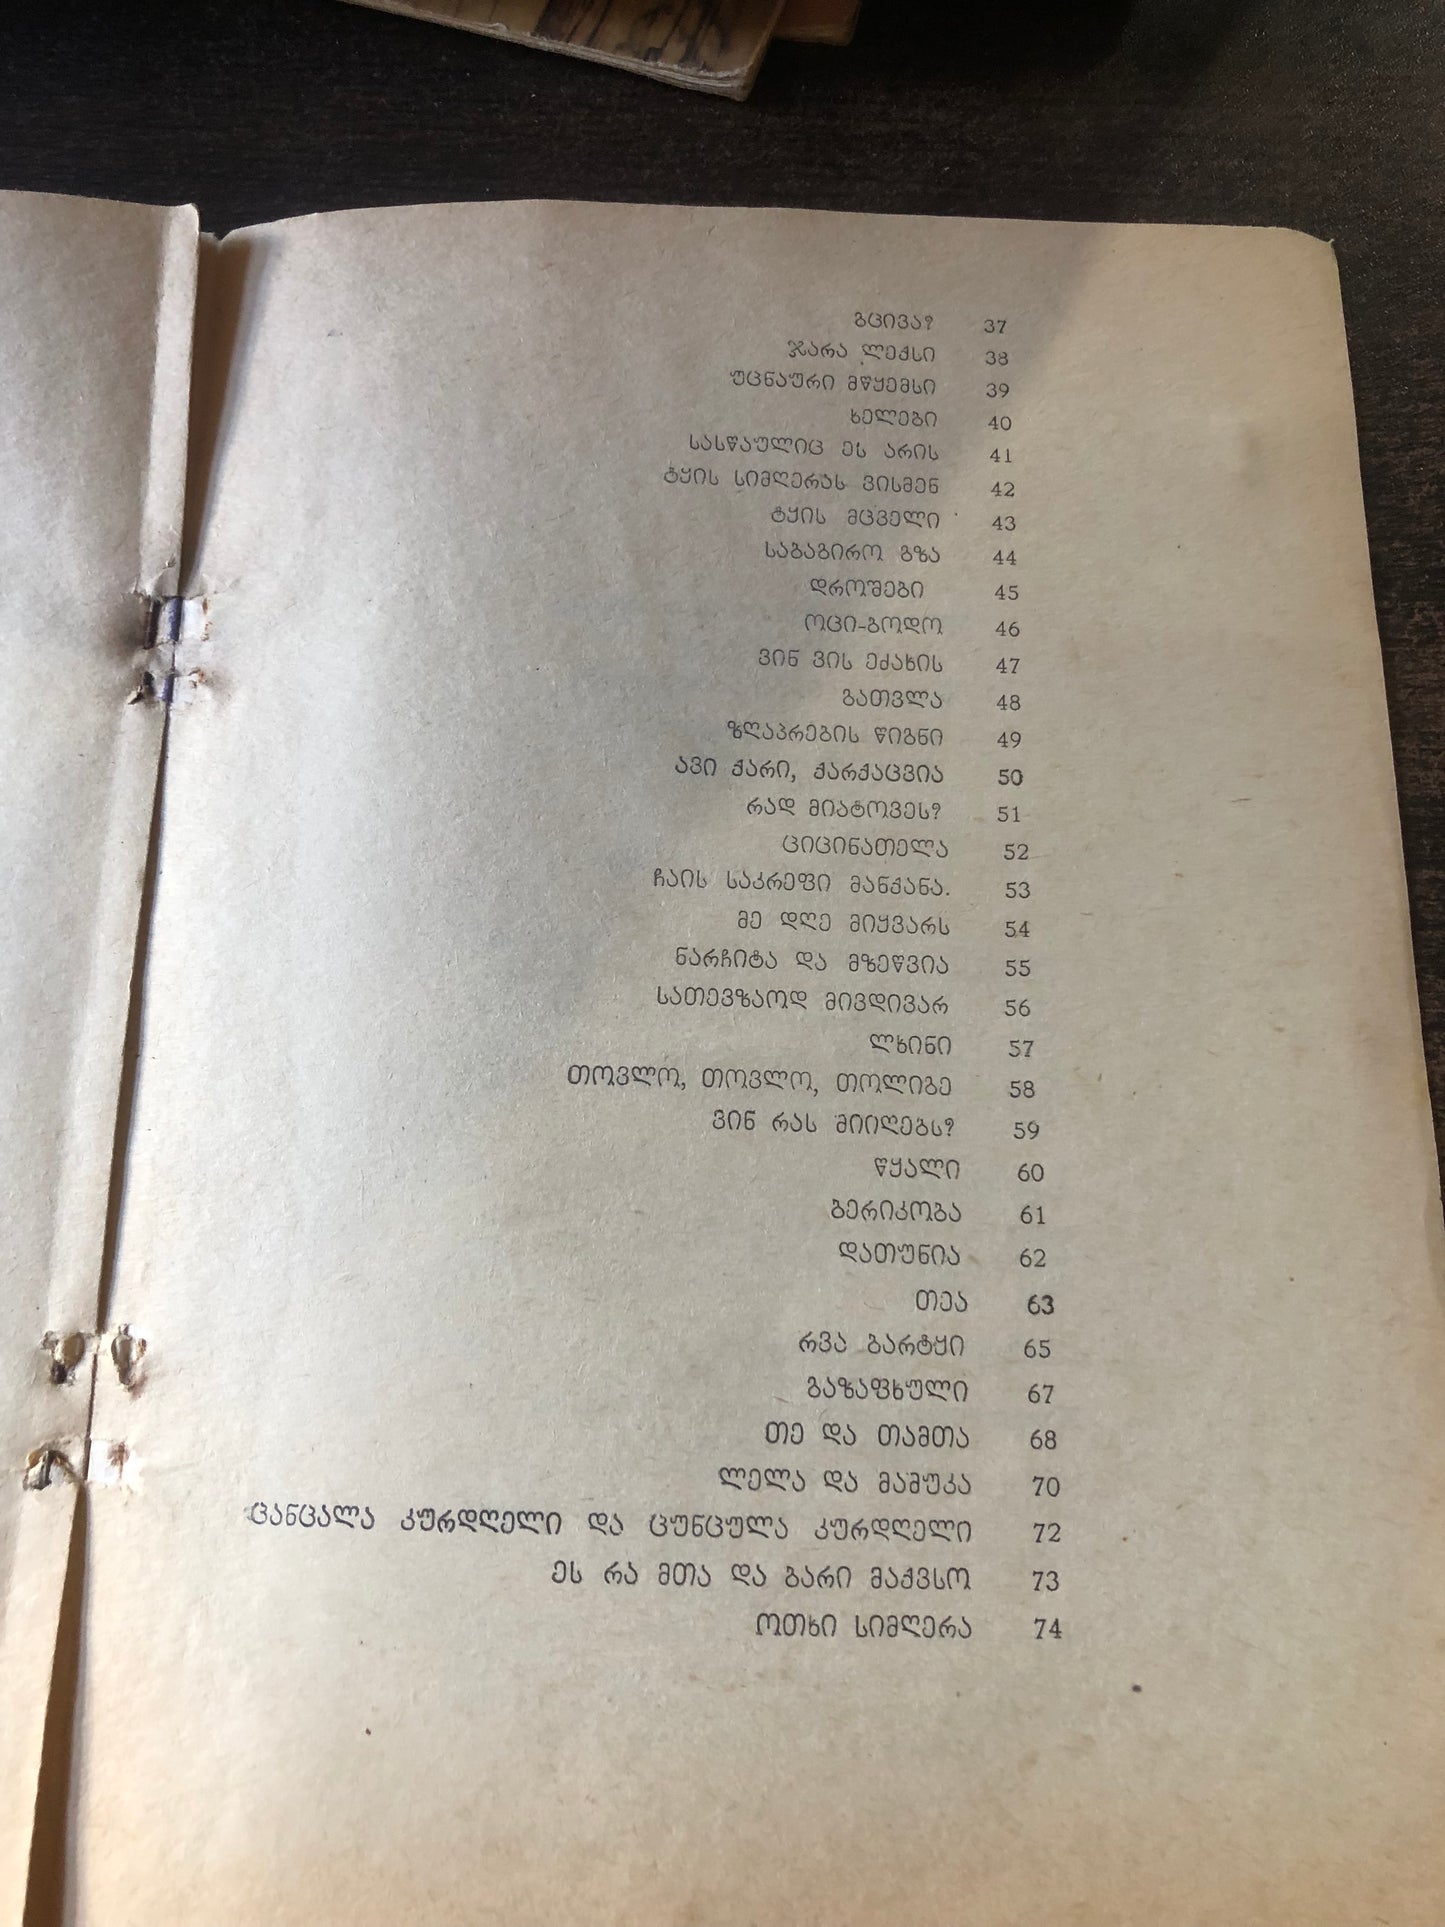 გცივა? 37
ჯარა ლექსი 38
უცნაური მწყემსი 39
ხელები 40
სასწაულიც ეს არის 41
ტყის სიმღერას ვისმენ 42
ტყის მცველი 43
საბაგირო გზა 44
დროშები 45
ოცი-გოდო 46
ვინ ვის ეძახის 47
გათვლა 48
ზღაპრების წიგნი 49
ავი ქარი, ქარქაცვია 50
რად მიატოვეს? 51
ციცინათელა 52
ჩაის საკრეფი მანქანა. 53
მე დღე მიყვარს 54
ნარჩიტა და მზეწვია 55
სათევზაოდ მივდივარ 56
ლხინი 57
თოვლო, თოვლო, თოლიგე 58
ვინ რას მიიღებს? 59
წყალი 60
ბერიკობა 61
დათუნია 62
თეა 63
რვა ბარტყი 65
გაზაფხული 67
თე და თამთა 68
ლელა და მამუკა 70
ცანცალა კურდღელი და ცუნცულა კურდღელი 72
ეს რა მთა და ბარი მაქვსო 73
ოთხი სიმღერა 74